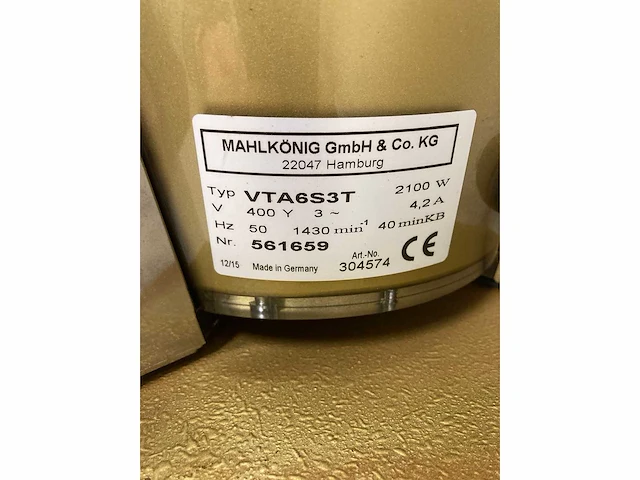 MAHLKÖNIG GmbH & Co. KG
22047 Hamburg
Typ VTA6S3T 2100 W
V 400 Y 3 ~ 4,2 A
Hz 50 1430 min-1 40 minKB
Nr. 561659
12/15 Made in Germany Art.-No. 304574 CE